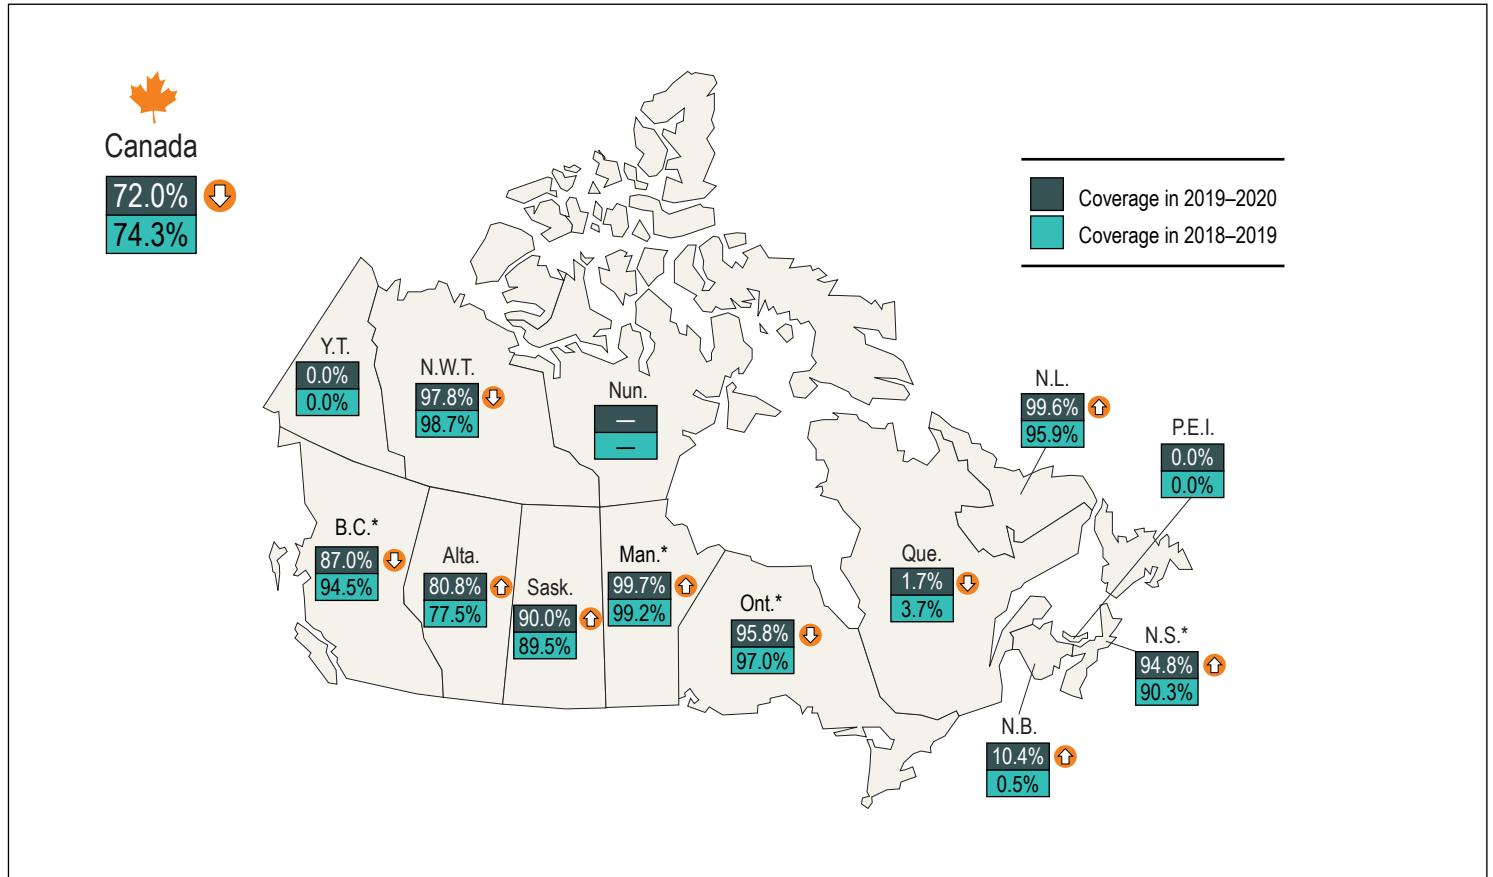 Canada
72.0%
74.3%
Coverage in 2019–2020
Coverage in 2018–2019
Y.T.
0.0%
0.0%
N.W.T.
97.8%
98.7%
Nun.
—
—
N.L.
99.6%
95.9%
P.E.I.
0.0%
0.0%
B.C.*
87.0%
94.5%
Alta.
80.8%
77.5%
Sask.
90.0%
89.5%
Man.*
99.7%
99.2%
Ont.*
95.8%
97.0%
Que.
1.7%
3.7%
N.S.*
94.8%
90.3%
N.B.
10.4%
0.5%